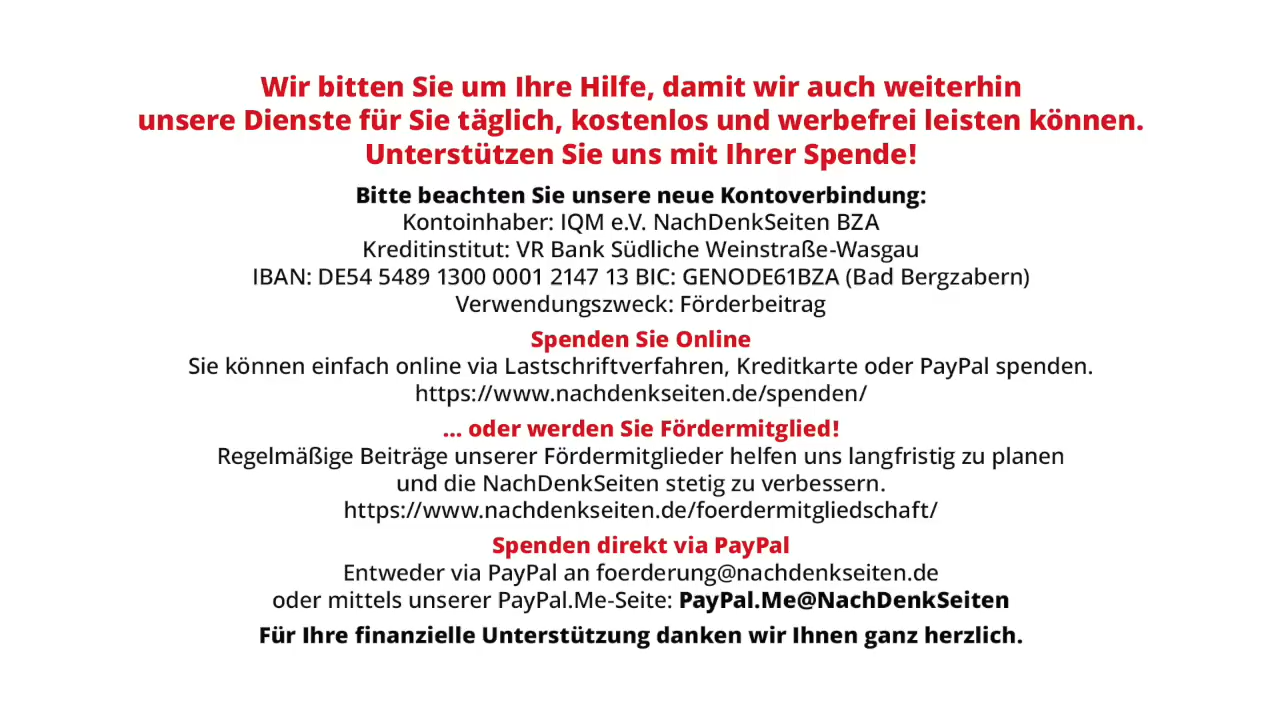 Wir bitten Sie um Ihre Hilfe, damit wir auch weiterhin
unsere Dienste für Sie täglich, kostenlos und werbefrei leisten können.
Unterstützen Sie uns mit Ihrer Spende!
Bitte beachten Sie unsere neue Kontoverbindung:
Kontoinhaber: IQM e.V. NachDenkSeiten BZA
Kreditinstitut: VR Bank Südliche Weinstraße-Wasgau
IBAN: DE54 5489 1300 0001 2147 13 BIC: GENODE61BZA (Bad Bergzabern)
Verwendungszweck: Förderbeitrag
Spenden Sie Online
Sie können einfach online via Lastschriftverfahren, Kreditkarte oder PayPal spenden.
https://www.nachdenkseiten.de/spenden/
... oder werden Sie Fördermitglied!
Regelmäßige Beiträge unserer Fördermitglieder helfen uns langfristig zu planen
und die NachDenkSeiten stetig zu verbessern.
https://www.nachdenkseiten.de/foerdermitgliedschaft/
Spenden direkt via PayPal
Entweder via PayPal an foerderung@nachdenkseiten.de
oder mittels unserer PayPal.Me-Seite: PayPal.Me@NachDenkSeiten
Für Ihre finanzielle Unterstützung danken wir Ihnen ganz herzlich.